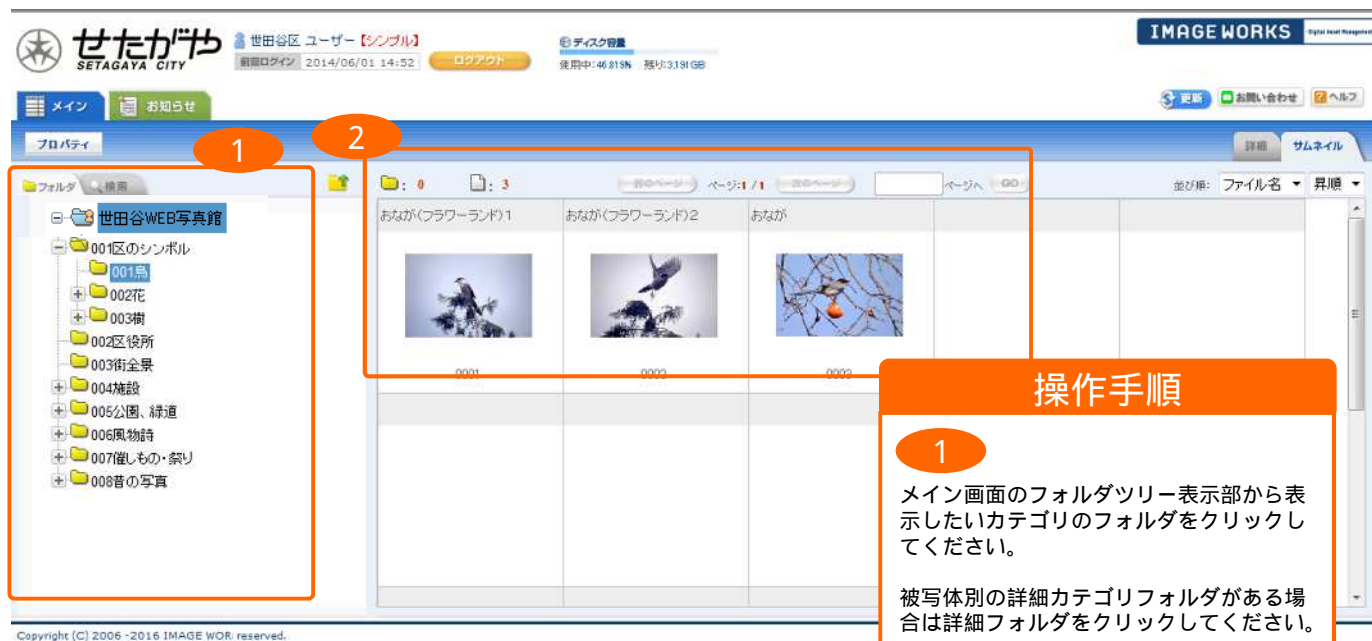 せたがや
SETAGAYA CITY
世田谷区 ユーザー【シンプル】
前回ログイン 2014/06/01 14:52 ログアウト
ディスク容量
使用中:46.819% 残り:3.191GB
IMAGE WORKS
メイン お知らせ
更新 お問い合わせ ヘルプ
プロパティ
1
2
詳細 サムネイル
フォルダ 検索
: 0 : 3 前のページ ページ:1 / 1 次のページ ページへ GO
並び順: ファイル名 昇順
世田谷WEB写真館
001区のシンボル
001鳥
002花
003樹
002区役所
003街全景
004施設
005公園、緑道
006風物詩
007催しもの・祭り
008昔の写真
おなが(フラワーランド)1 おなが(フラワーランド)2 おなが
0001 0002 0003
操作手順
1
メイン画面のフォルダツリー表示部から表
示したいカテゴリのフォルダをクリックし
てください。
被写体別の詳細カテゴリフォルダがある場
合は詳細フォルダをクリックしてください。
Copyright (C) 2006 -2016 IMAGE WOR reserved.